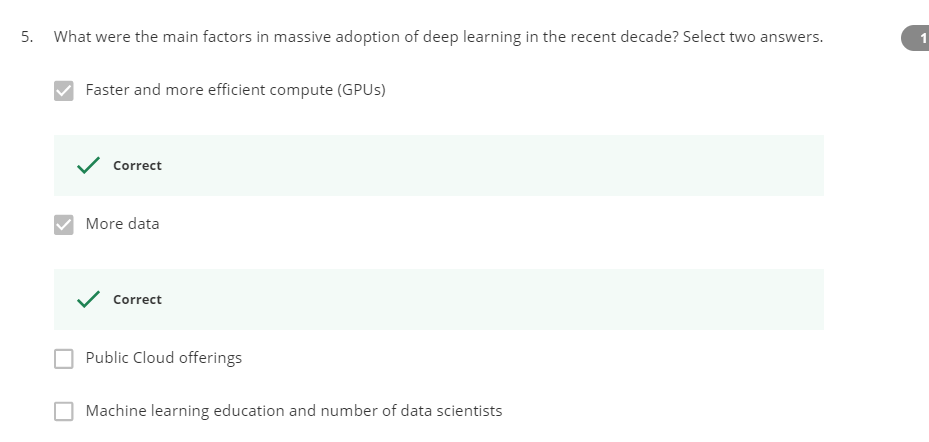 5. What were the main factors in massive adoption of deep learning in the recent decade? Select two answers.
1
Faster and more efficient compute (GPUs)
Correct
More data
Correct
Public Cloud offerings
Machine learning education and number of data scientists